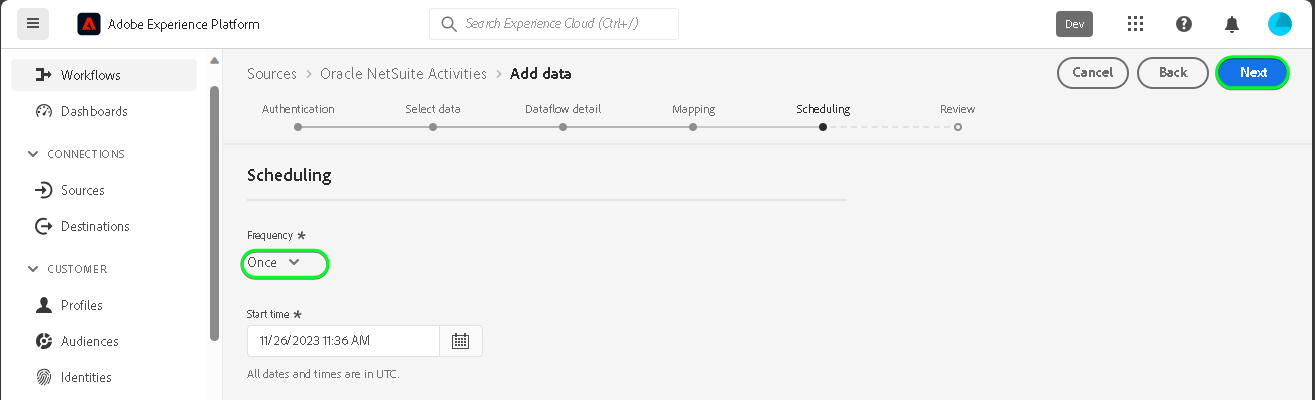 Adobe Experience Platform
Search Experience Cloud (Ctrl+/)
Dev
Workflows
Dashboards
CONNECTIONS
Sources
Destinations
CUSTOMER
Profiles
Audiences
Identities
Sources > Oracle NetSuite Activities > Add data
Cancel
Back
Next
Authentication
Select data
Dataflow detail
Mapping
Scheduling
Review
Scheduling
Frequency *
Once
Start time *
11/26/2023 11:36 AM
All dates and times are in UTC.